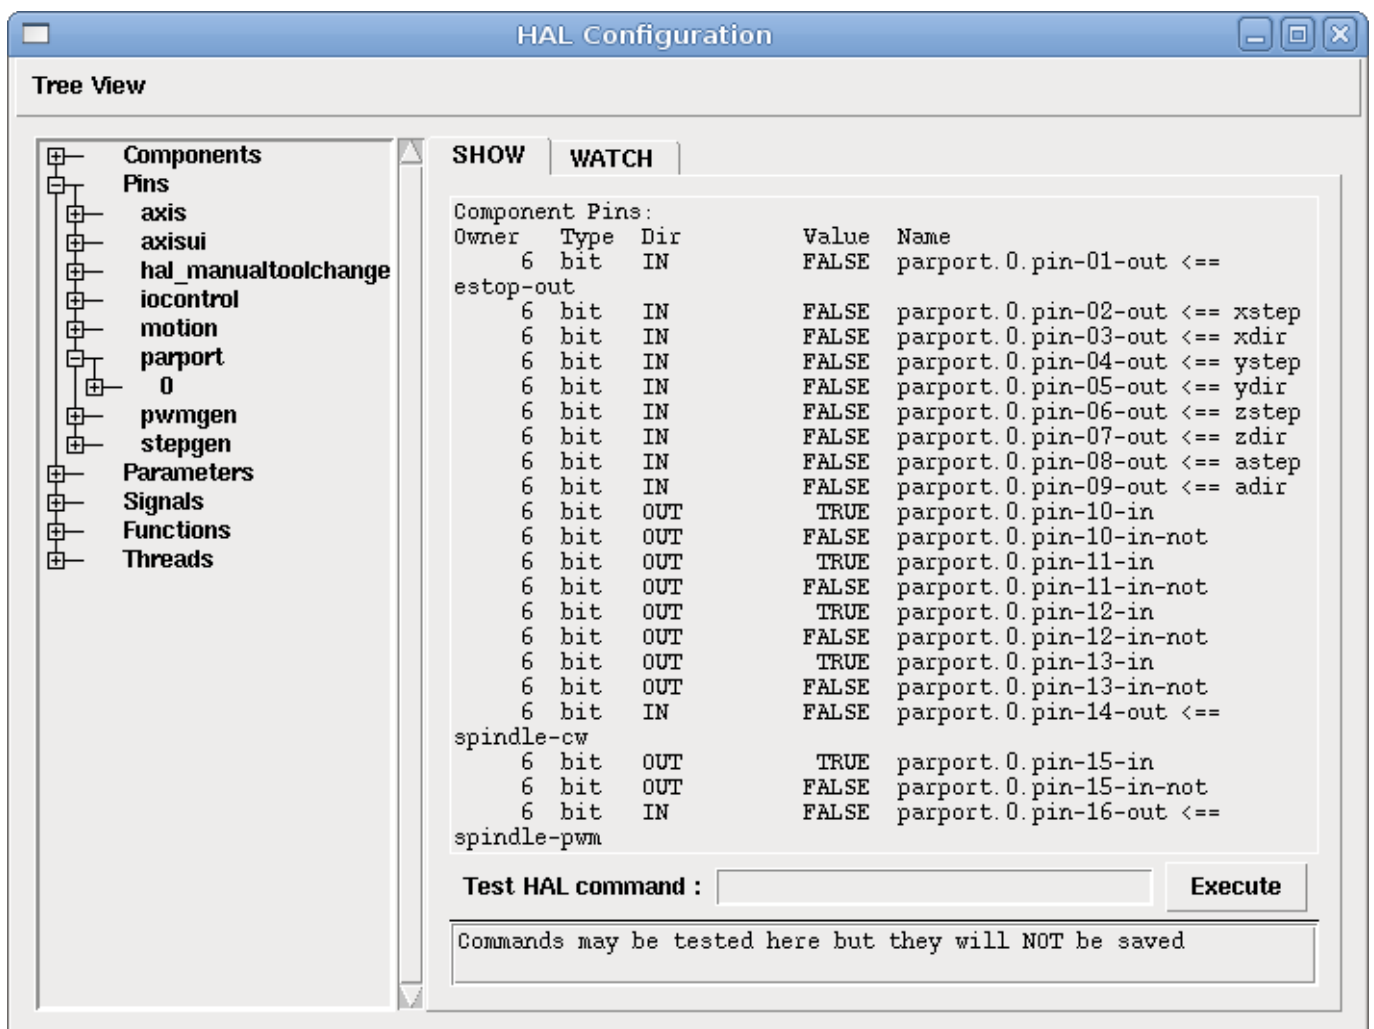 HAL Configuration
Tree View
Components
Pins
axis
axisui
hal_manualtoolchange
iocontrol
motion
parport
0
pwmgen
stepgen
Parameters
Signals
Functions
Threads
SHOW WATCH
Component Pins:
Owner Type Dir Value Name
6 bit IN FALSE parport.0.pin-01-out <==
estop-out
6 bit IN FALSE parport.0.pin-02-out <== xstep
6 bit IN FALSE parport.0.pin-03-out <== xdir
6 bit IN FALSE parport.0.pin-04-out <== ystep
6 bit IN FALSE parport.0.pin-05-out <== ydir
6 bit IN FALSE parport.0.pin-06-out <== zstep
6 bit IN FALSE parport.0.pin-07-out <== zdir
6 bit IN FALSE parport.0.pin-08-out <== astep
6 bit IN FALSE parport.0.pin-09-out <== adir
6 bit OUT TRUE parport.0.pin-10-in
6 bit OUT FALSE parport.0.pin-10-in-not
6 bit OUT TRUE parport.0.pin-11-in
6 bit OUT FALSE parport.0.pin-11-in-not
6 bit OUT TRUE parport.0.pin-12-in
6 bit OUT FALSE parport.0.pin-12-in-not
6 bit OUT TRUE parport.0.pin-13-in
6 bit OUT FALSE parport.0.pin-13-in-not
6 bit IN FALSE parport.0.pin-14-out <==
spindle-cw
6 bit OUT TRUE parport.0.pin-15-in
6 bit OUT FALSE parport.0.pin-15-in-not
6 bit IN FALSE parport.0.pin-16-out <==
spindle-pwm
Test HAL command : Execute
Commands may be tested here but they will NOT be saved